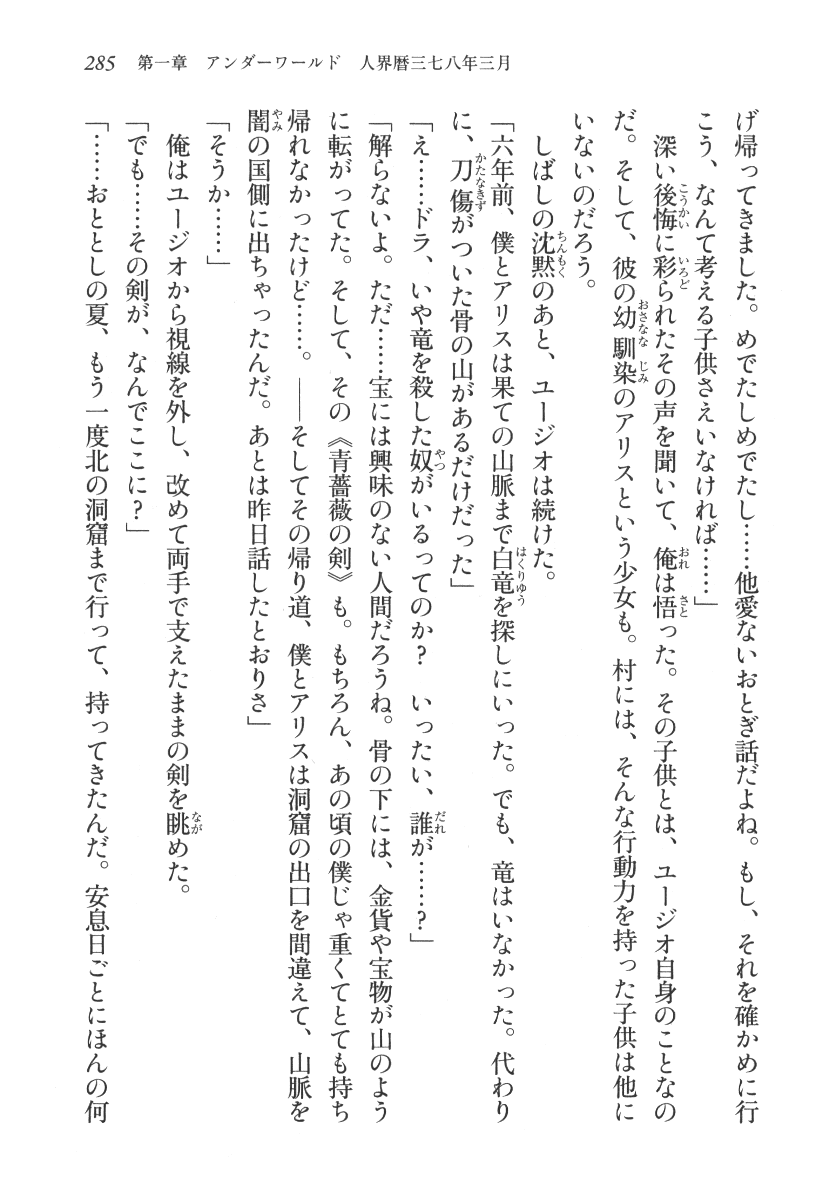 285　第一章　アンダーワールド　人界暦三七八年三月
げ帰ってきました。めでたしめでたし……他愛ないおとぎ話だよね。もし、それを確かめに行
こう、なんて考える子供さえいなければ……」
　深い後悔に彩られたその声を聞いて、俺は悟った。その子供とは、ユージオ自身のことなの
だ。そして、彼の幼馴染のアリスという少女も。村には、そんな行動力を持った子供は他に
いないのだろう。
　しばしの沈黙のあと、ユージオは続けた。
「六年前、僕とアリスは果ての山脈まで白竜を探しにいった。でも、竜はいなかった。代わり
に、刀傷がついた骨の山があるだけだった」
「え……ドラ、いや竜を殺した奴がいるってのか？　いったい、誰が……？」
「解らないよ。ただ……宝には興味のない人間だろうね。骨の下には、金貨や宝物が山のよう
に転がってた。そして、その《青薔薇の剣》も。もちろん、あの頃の僕じゃ重くてとても持ち
帰れなかったけど……。――そしてその帰り道、僕とアリスは洞窟の出口を間違えて、山脈を
闇の国側に出ちゃったんだ。あとは昨日話したとおりさ」
「そうか……」
　俺はユージオから視線を外し、改めて両手で支えたままの剣を眺めた。
「でも……その剣が、なんでここに？」
「……おととしの夏、もう一度北の洞窟まで行って、持ってきたんだ。安息日ごとにほんの何